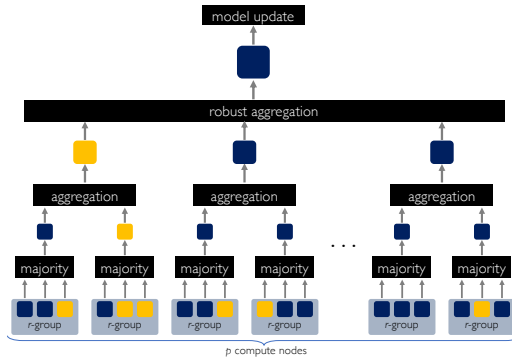 model update
robust aggregation
aggregation aggregation aggregation
. . .
majority majority majority majority majority majority
r-group r-group r-group r-group r-group r-group
p compute nodes